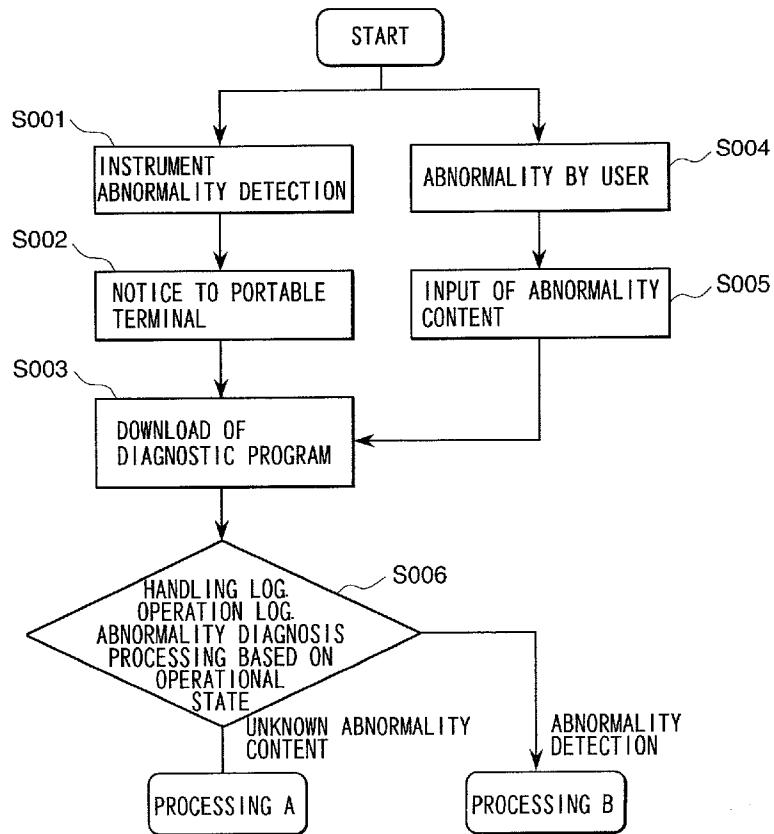 START
S001
INSTRUMENT
ABNORMALITY DETECTION
S004
ABNORMALITY BY USER
S002
NOTICE TO PORTABLE
TERMINAL
S005
INPUT OF ABNORMALITY
CONTENT
S003
DOWNLOAD OF
DIAGNOSTIC PROGRAM
S006
HANDLING LOG.
OPERATION LOG.
ABNORMALITY DIAGNOSIS
PROCESSING BASED ON
OPERATIONAL
STATE
UNKNOWN ABNORMALITY
CONTENT
ABNORMALITY
DETECTION
PROCESSING A
PROCESSING B